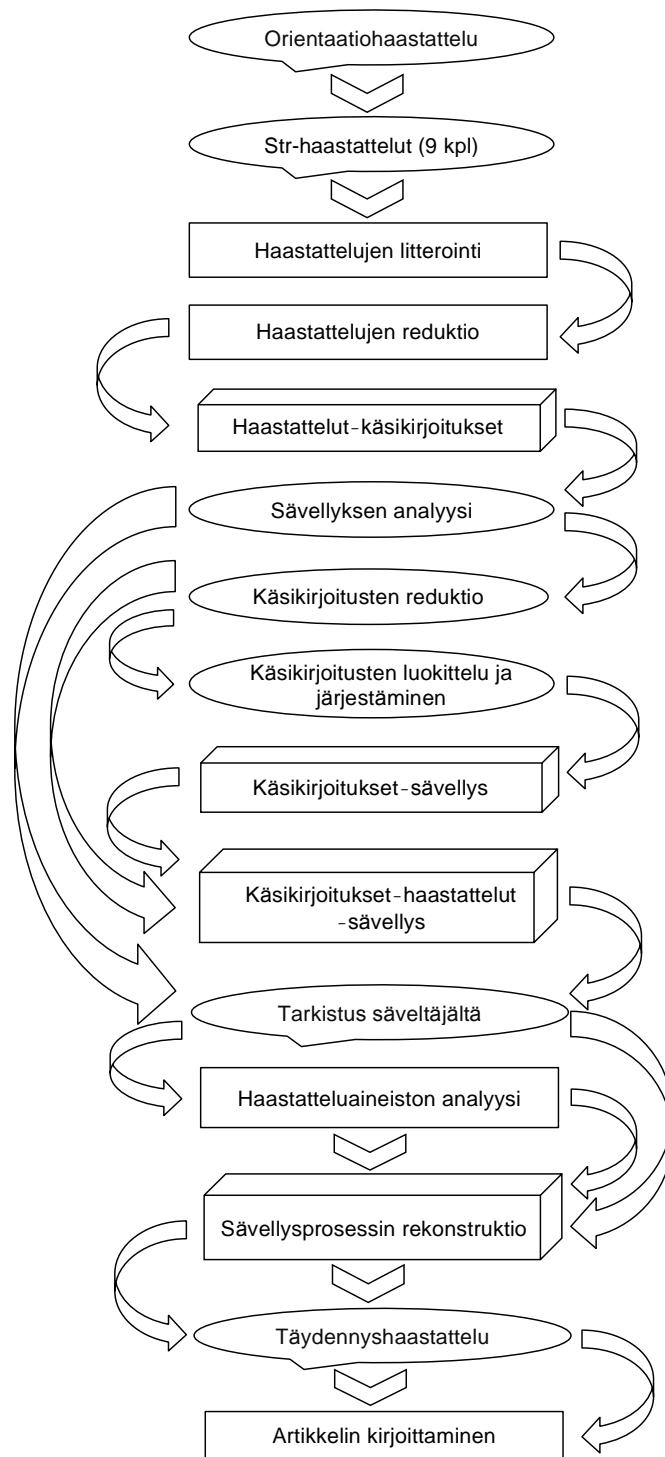 Orientaatiohaastattelu
Str-haastattelut (9 kpl)
Haastattelujen litterointi
Haastattelujen reduktio
Haastattelut-käsikirjoitukset
Sävellyksen analyysi
Käsikirjoitusten reduktio
Käsikirjoitusten luokittelu ja
järjestäminen
Käsikirjoitukset-sävellys
Käsikirjoitukset-haastattelut
-sävellys
Tarkistus säveltäjältä
Haastatteluaineiston analyysi
Sävellysprosessin rekonstruktio
Täydennyshaastattelu
Artikkelin kirjoittaminen